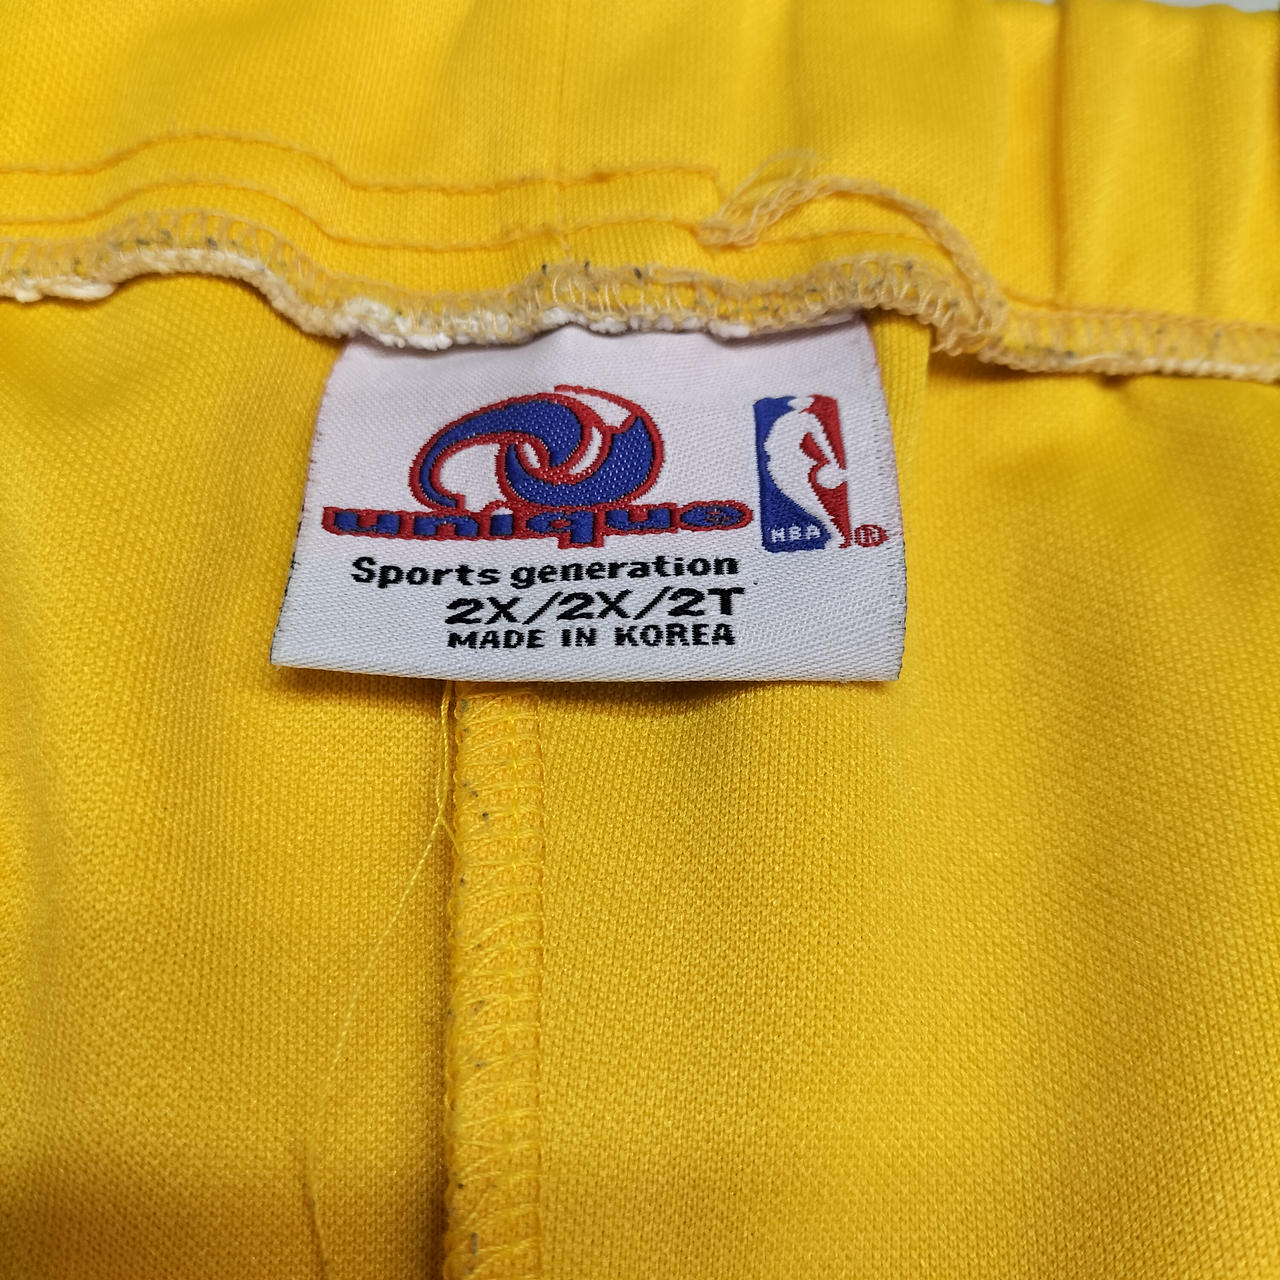 unique
NBA ®
Sports generation
2X/2X/2T
MADE IN KOREA